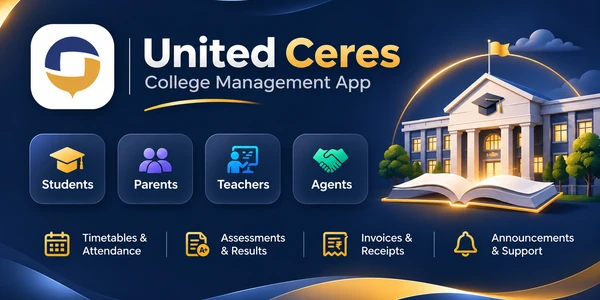 United Ceres
College Management App
Students
Parents
Teachers
Agents
Timetables &
Attendance
Assessments
& Results
Invoices &
Receipts
Announcements
& Support